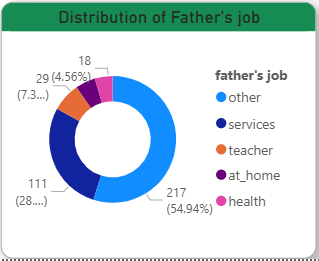 Distribution of Father's job
18
(4.56%)
29
(7.3...)
111
(28....)
217
(54.94%)
father's job
other
services
teacher
at_home
health